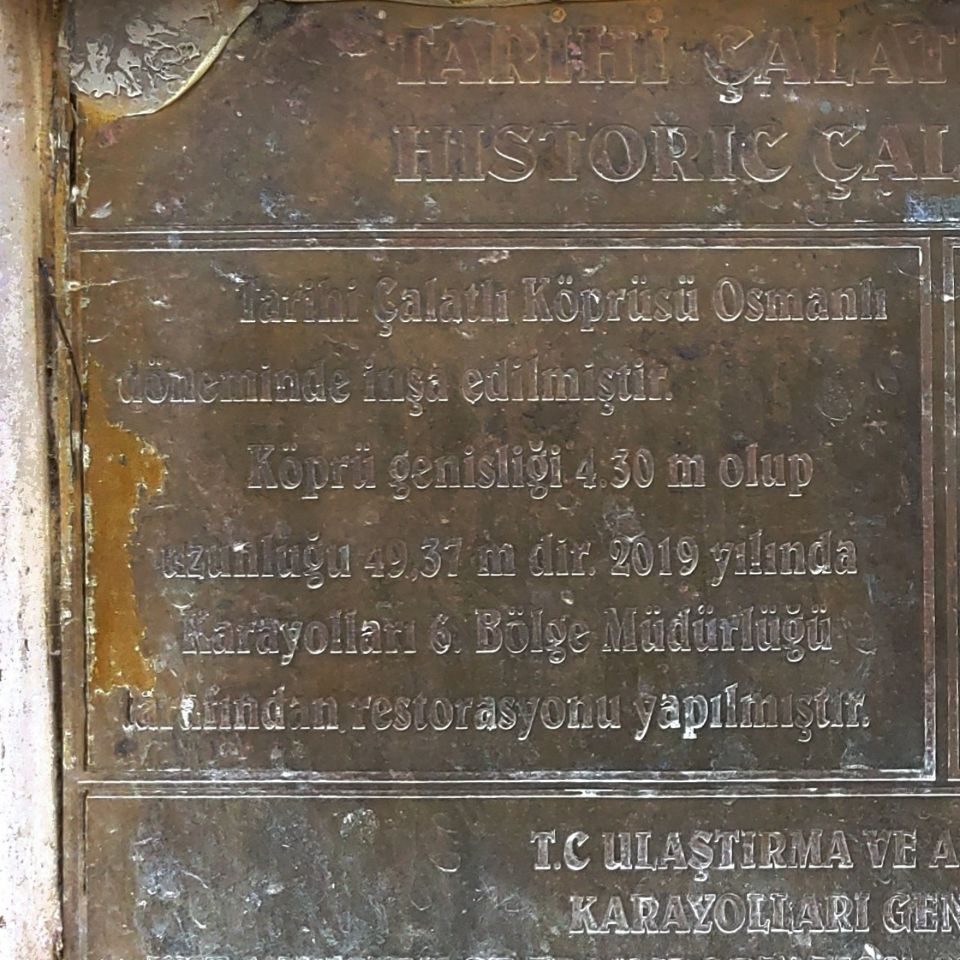 TARİHİ ÇALAT
HISTORIC ÇAL
Tarihi Çalatlı Köprüsü Osmanlı
döneminde inşa edilmiştir.
Köprü genisliği 4.30 m olup
uzunluğu 49,37 m dir. 2019 yılında
Karayolları 6. Bölge Müdürlüğü
tarafından restorasyonu yapılmıştır.
T.C ULAŞTIRMA VE A
KARAYOLLARI GEN